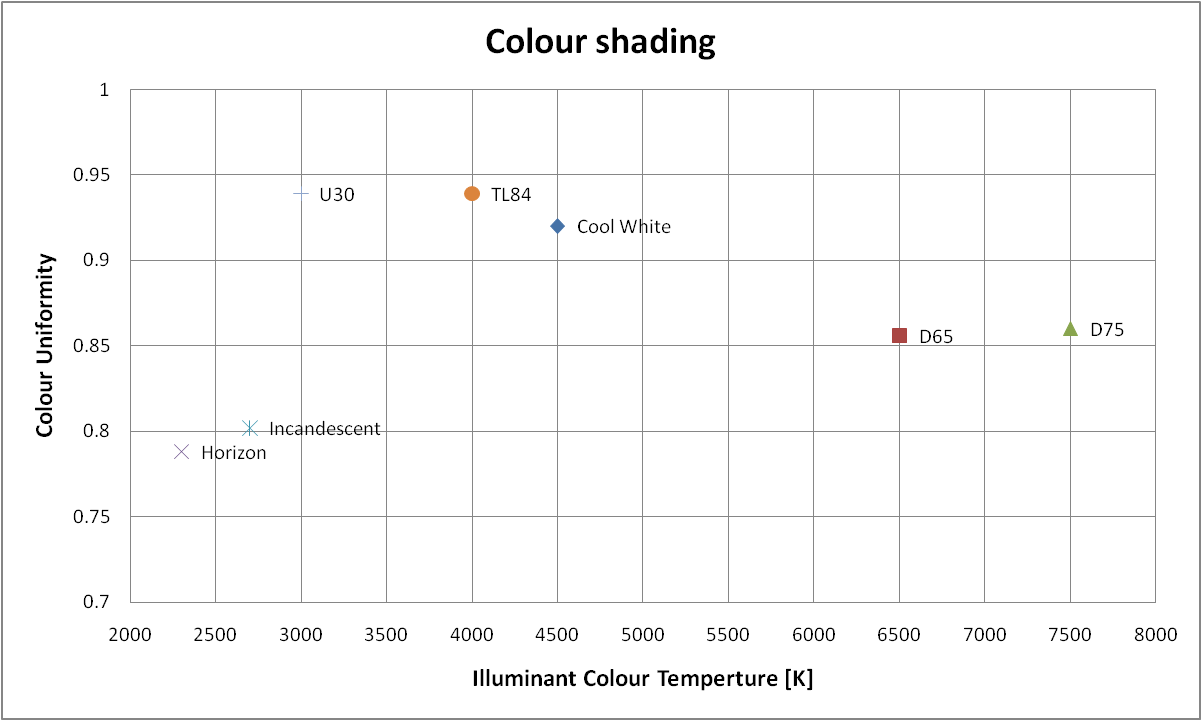 Colour shading
1
0.95
0.9
0.85
0.8
0.75
0.7
Colour Uniformity
U30
TL84
Cool White
D65
D75
Incandescent
Horizon
2000 2500 3000 3500 4000 4500 5000 5500 6000 6500 7000 7500 8000
Illuminant Colour Temperture [K]